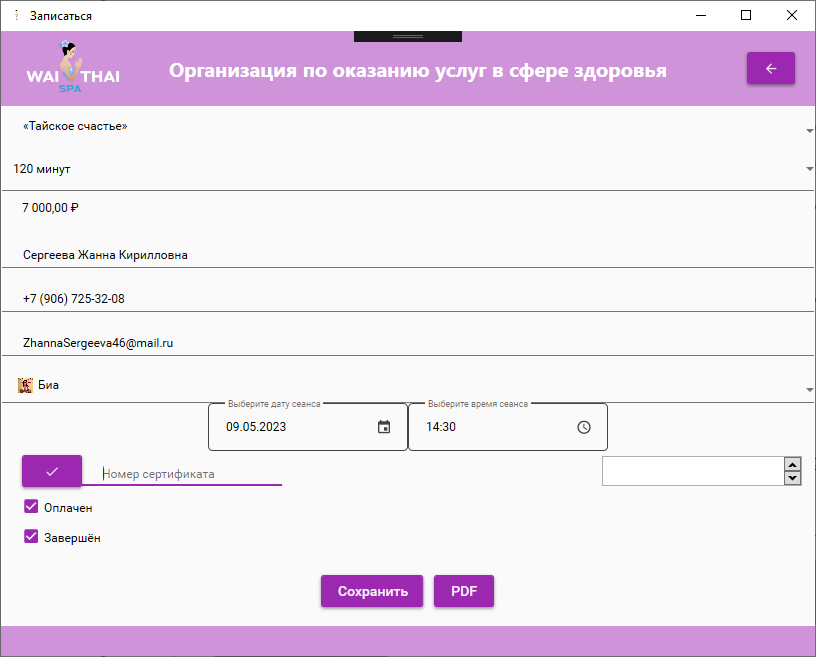 Записаться
WAI THAI
SPA
Организация по оказанию услуг в сфере здоровья
«Тайское счастье»
120 минут
7 000,00 ₽
Сергеева Жанна Кирилловна
+7 (906) 725-32-08
ZhannaSergeeva46@mail.ru
Биа
Выберите дату сеанса
Выберите время сеанса
09.05.2023
14:30
Номер сертификата
Оплачен
Завершён
Сохранить
PDF